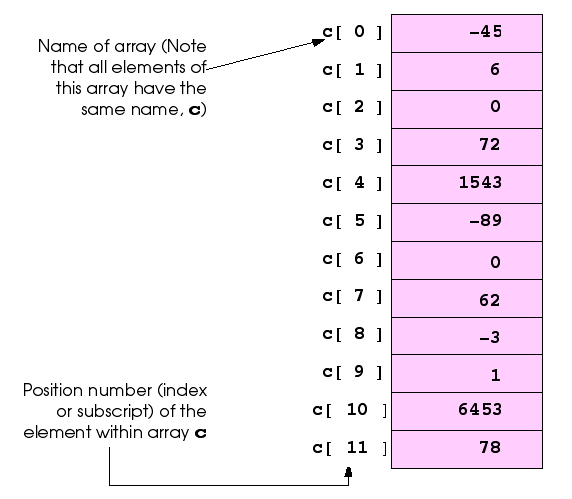 Name of array (Note
that all elements of
this array have the
same name, c)
c[ 0 ] −45
c[ 1 ] 6
c[ 2 ] 0
c[ 3 ] 72
c[ 4 ] 1543
c[ 5 ] −89
c[ 6 ] 0
c[ 7 ] 62
c[ 8 ] −3
c[ 9 ] 1
c[ 10 ] 6453
c[ 11 ] 78
Position number (index
or subscript) of the
element within array c